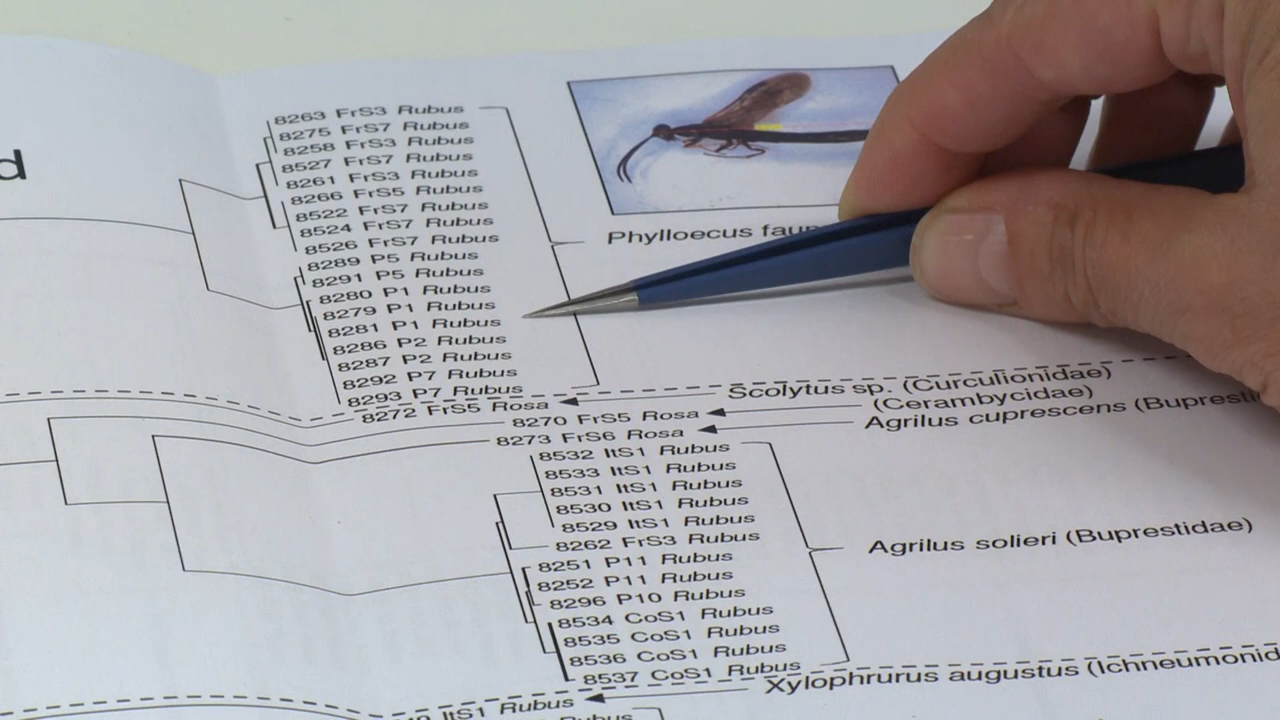 d
8263 FrS3 Rubus
8275 FrS7 Rubus
8258 FrS3 Rubus
8527 FrS7 Rubus
8261 FrS3 Rubus
8266 FrS5 Rubus
8522 FrS7 Rubus
8524 FrS7 Rubus
8526 FrS7 Rubus
8289 P5 Rubus
8291 P5 Rubus
8280 P1 Rubus
8279 P1 Rubus
8281 P1 Rubus
8286 P2 Rubus
8287 P2 Rubus
8292 P7 Rubus
8293 P7 Rubus
Phylloecus
8272 FrS5 Rosa
Scolytus sp. (Curculionidae)
8270 FrS5 Rosa
(Cerambycidae)
8273 FrS6 Rosa
Agrilus cuprescens (Bupresti
8532 ItS1 Rubus
8533 ItS1 Rubus
8531 ItS1 Rubus
8530 ItS1 Rubus
8529 ItS1 Rubus
8262 FrS3 Rubus
8251 P11 Rubus
8252 P11 Rubus
8296 P10 Rubus
8534 CoS1 Rubus
8535 CoS1 Rubus
8536 CoS1 Rubus
8537 CoS1 Rubus
Agrilus solieri (Buprestidae)
ItS1 Rubus
Xylophrurus augustus (Ichneumonid
Rubus